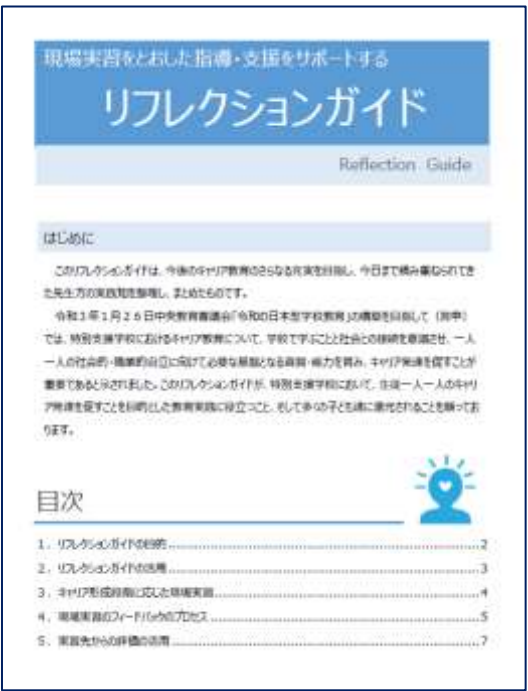 現場実習をとおした指導・支援をサポートする
リフレクションガイド
Reflection Guide
はじめに
このリフレクションガイドは、今後のキャリア教育のさらなる充実を目指し、今日まで積み重ねられてき
た先生方の実践知を整理し、まとめたものです。
令和3年1月26日中央教育審議会「令和の日本型学校教育」の構築を目指して（答申）
では、特別支援学校におけるキャリア教育について、学校で学ぶことと社会との接続を意識させ、一人
一人の社会的・職業的自立に向けて必要な基盤となる資質・能力を育み、キャリア発達を促すことが
重要であると示されました。このリフレクションガイドが、特別支援学校において、生徒一人一人のキャリ
ア発達を促すことを目的とした教育実践に役立つこと、そして多くの子ども達に還元されることを願ってお
ります。
目次
1．リフレクションガイドの目的 2
2．リフレクションガイドの活用 3
3．キャリア形成段階に応じた現場実習 4
4．現場実習のフィードバックのプロセス 5
5．実習先からの評価の活用 7